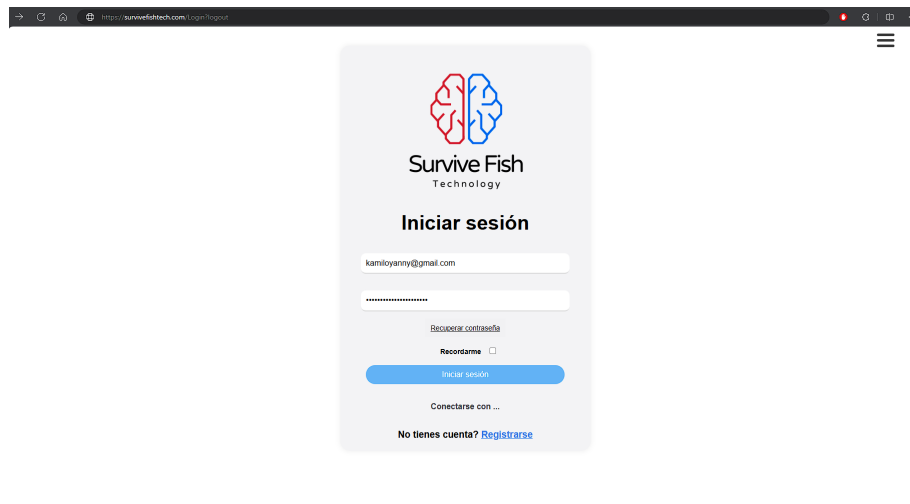 https://survivefishtech.com/Login?logout
Survive Fish
Technology
Iniciar sesión
kamiloyanny@gmail.com
•••••••••••••••••••••
Recuperar contraseña
Recordarme
Iniciar sesión
Conectarse con ...
No tienes cuenta? Registrarse